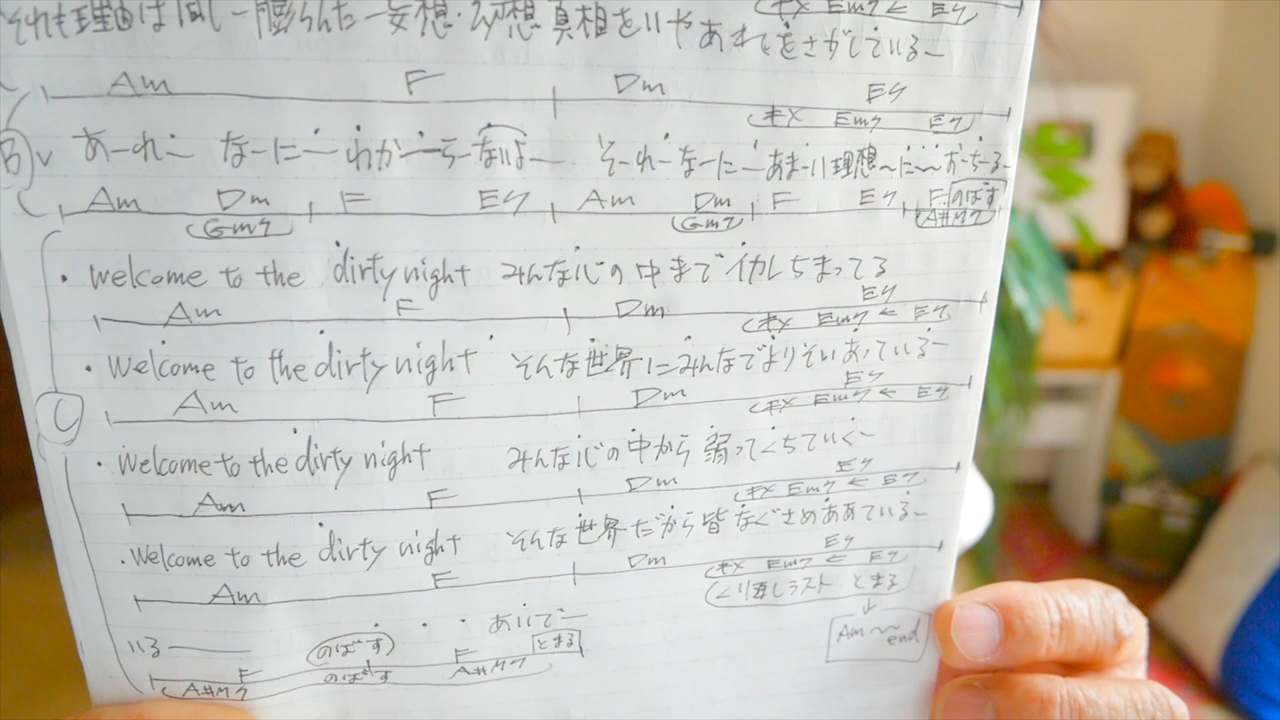 キメ Em7 ← E7
それも理由は同じ－膨らんだ－妄想・幻想 真相をいやあれこをさがしている－
Am F Dm E7
キメ Em7 E7
B あーれー なーにー わかーらーないよー そーれーなーにーあまーい理想～に～～おーちーる－
Am Dm F E7 Am Dm F E7 F のばす
Gm7 Gm7 A#M7
・Welcome to the dirty night みんな心の中までイカレちまってる
Am F Dm E7
キメ Em7 ← E7
・Welcome to the dirty night そんな世界にみんなでよりそいあっている－
C
Am F Dm E7
キメ Em7 ← E7
・Welcome to the dirty night みんな心の中から弱ってくちていく－
Am F Dm E7
キメ Em7 ← E7
・Welcome to the dirty night そんな世界だから皆なぐさめああている－
Am F Dm E7
キメ Em7 ← E7
くり返しラスト とまる
↓
Am～～end
いる―― (のばす) ・・・ おいでー
F のばす F とまる
A#M7 A#M7